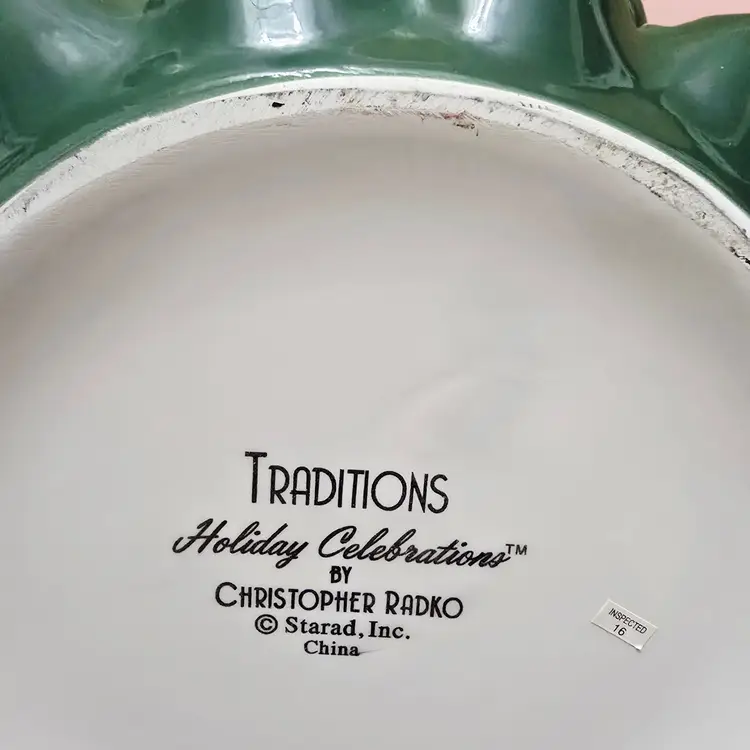 TRADITIONS
Holiday Celebrations™
BY
CHRISTOPHER RADKO
© Starad, Inc.
China
INSPECTED
16